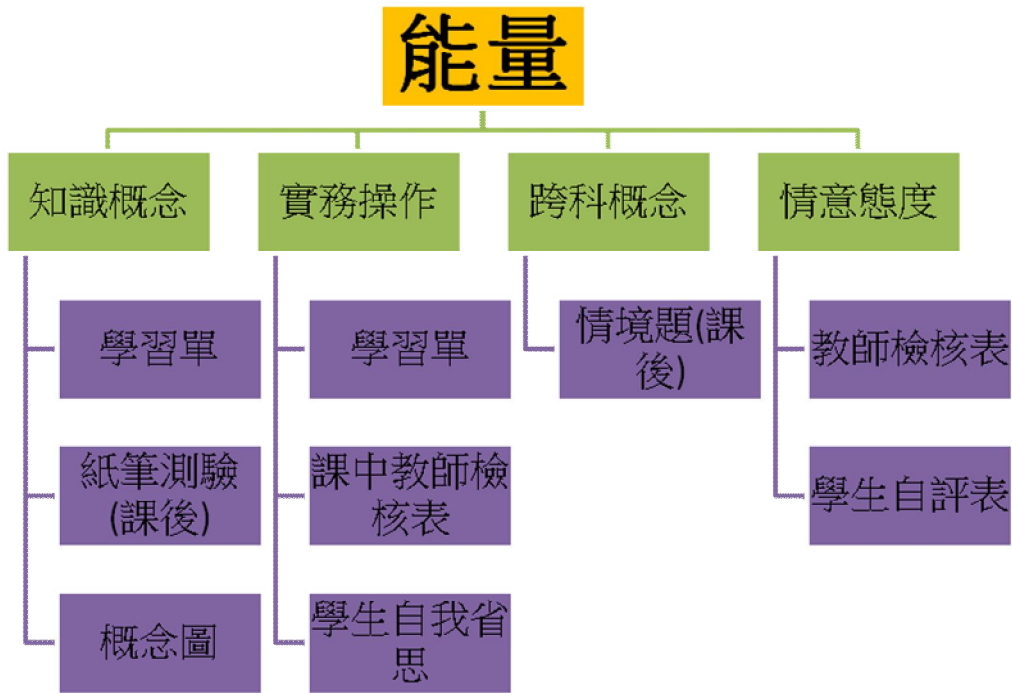 能量
知識概念
實務操作
跨科概念
情意態度
學習單
紙筆測驗
(課後)
概念圖
學習單
課中教師檢
核表
學生自我省
思
情境題(課
後)
教師檢核表
學生自評表